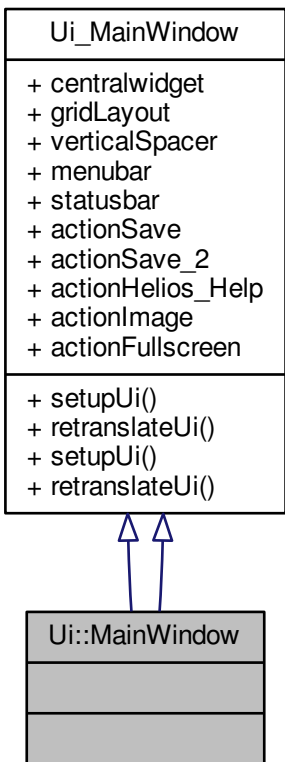 Ui_MainWindow
+ centralwidget
+ gridLayout
+ verticalSpacer
+ menubar
+ statusbar
+ actionSave
+ actionSave_2
+ actionHelios_Help
+ actionImage
+ actionFullscreen
+ setupUi()
+ retranslateUi()
+ setupUi()
+ retranslateUi()
Ui::MainWindow